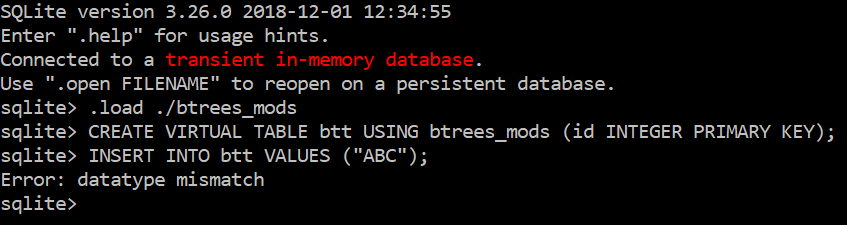 SQLite version 3.26.0 2018-12-01 12:34:55
Enter ".help" for usage hints.
Connected to a transient in-memory database.
Use ".open FILENAME" to reopen on a persistent database.
sqlite> .load ./btrees_mods
sqlite> CREATE VIRTUAL TABLE btt USING btrees_mods (id INTEGER PRIMARY KEY);
sqlite> INSERT INTO btt VALUES ("ABC");
Error: datatype mismatch
sqlite>